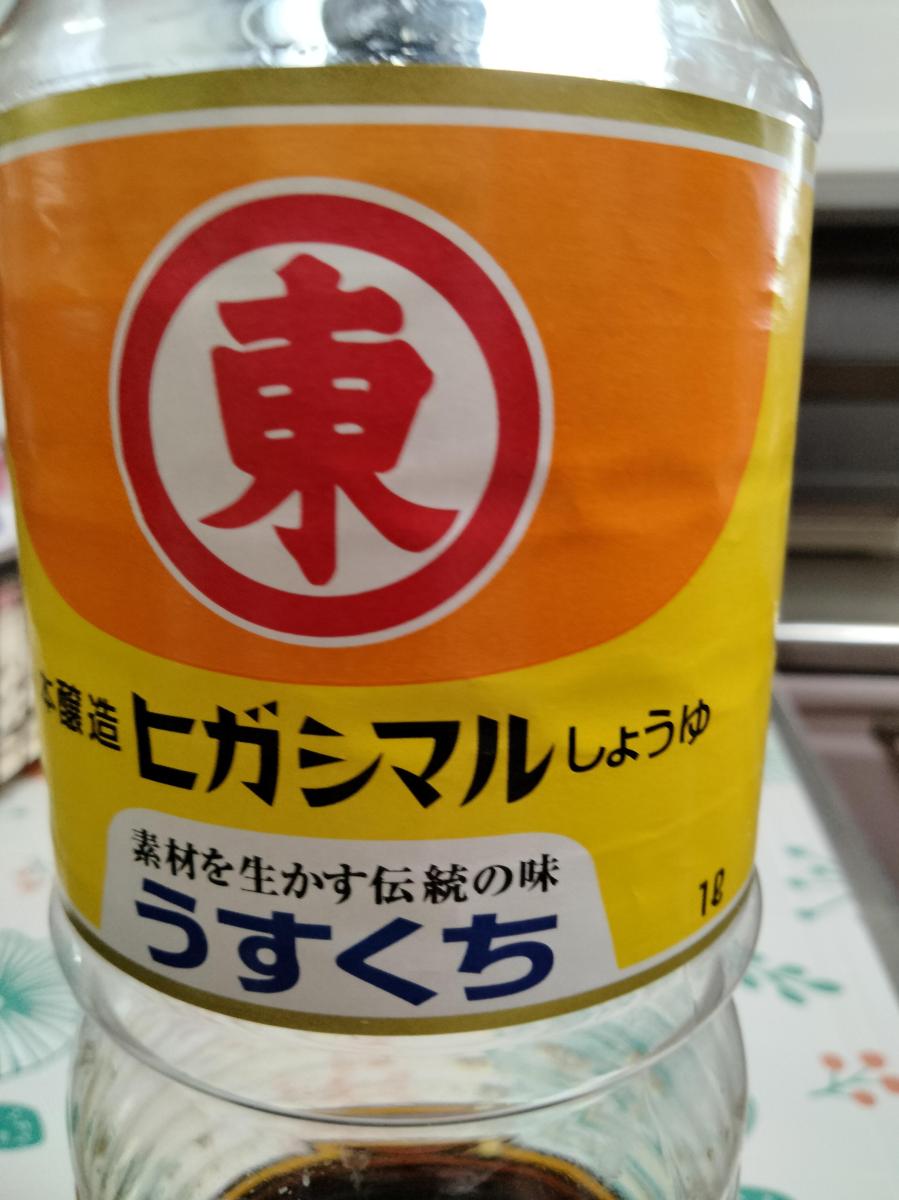 東
本醸造 ヒガシマル しょうゆ
素材を生かす伝統の味
うすくち
1ℓ